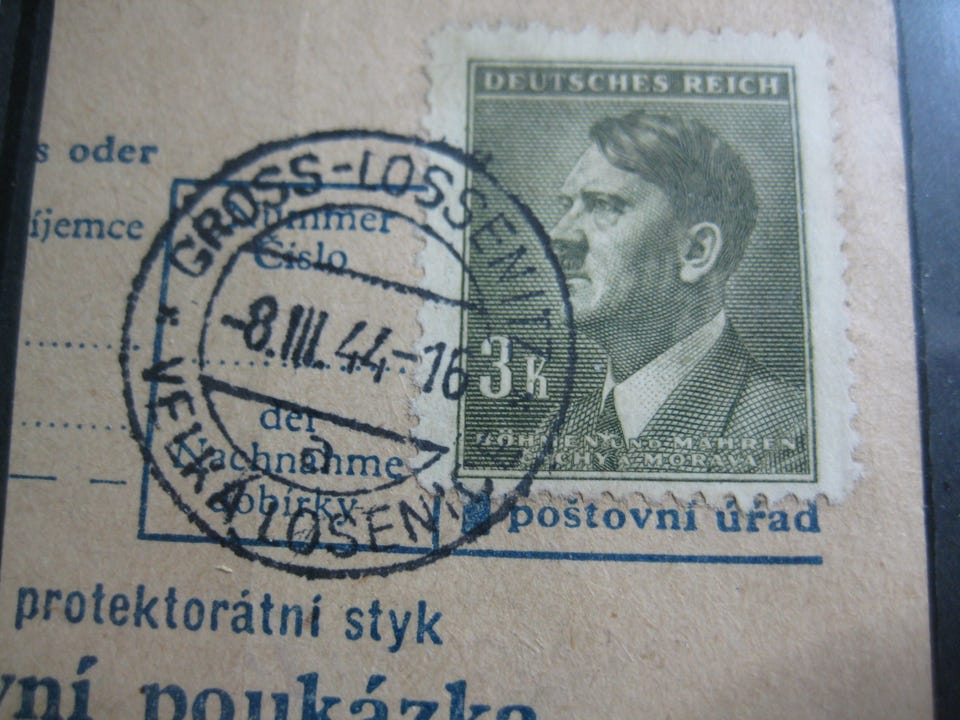 s oder
íjemce
Nummer
Číslo
der
Nachnahme
dobírky
GROSS-LOSSENITZ
-8.III.44-16
a
* VELKÁ LOSENICE
DEUTSCHES REICH
3 K
BÖHMEN UND MÄHREN
ČECHY A MORAVA
poštovní úřad
protektorátní styk
vní poukázka